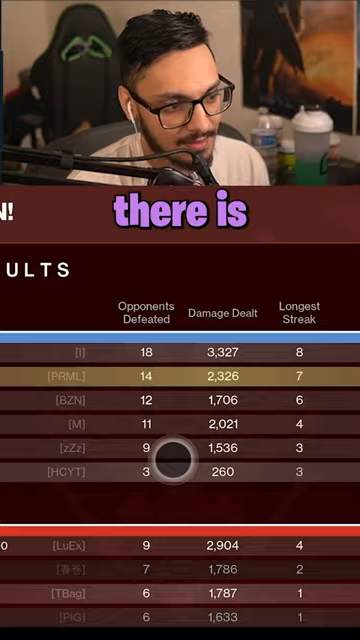 N!
there is
ULTS
Opponents Defeated Damage Dealt Longest Streak
[I] 18 3,327 8
[PRML] 14 2,326 7
[BZN] 12 1,706 6
[M] 11 2,021 4
[zZz] 9 1,536 3
[HCYT] 3 260 3
0 [LuEx] 9 2,904 4
7 1,786 2
[TBag] 6 1,787 1
[PIG] 6 1,633 1